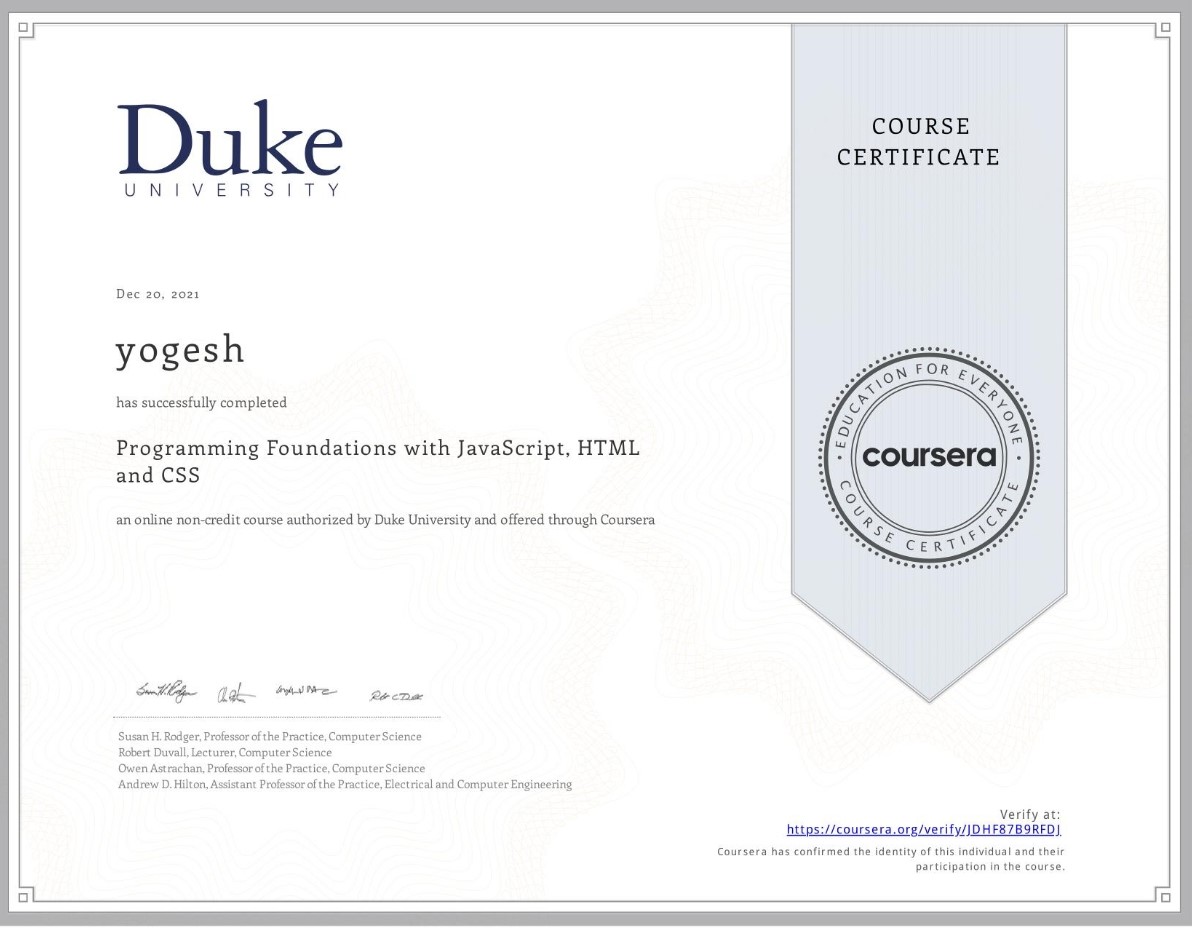 Duke
UNIVERSITY
COURSE
CERTIFICATE
Dec 20, 2021
yogesh
has successfully completed
Programming Foundations with JavaScript, HTML
and CSS
an online non-credit course authorized by Duke University and offered through Coursera
EDUCATION FOR EVERYONE
coursera
COURSE CERTIFICATE
Susan H. Rodger, Professor of the Practice, Computer Science
Robert Duvall, Lecturer, Computer Science
Owen Astrachan, Professor of the Practice, Computer Science
Andrew D. Hilton, Assistant Professor of the Practice, Electrical and Computer Engineering
Verify at:
https://coursera.org/verify/JDHF87B9RFDJ
Coursera has confirmed the identity of this individual and their
participation in the course.